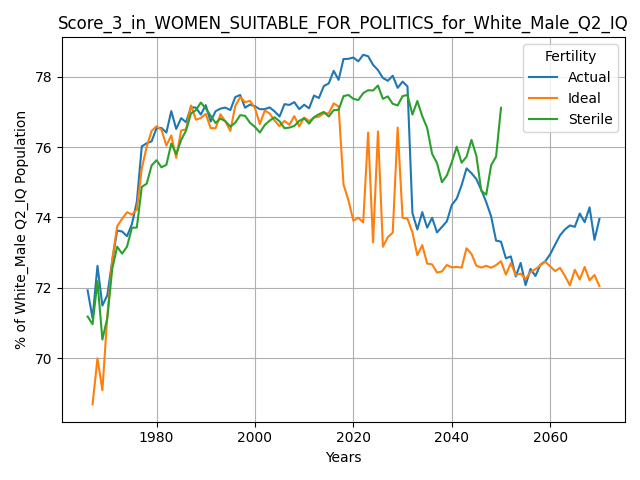 Score_3_in_WOMEN_SUITABLE_FOR_POLITICS_for_White_Male_Q2_IQ
Fertility
Actual
Ideal
Sterile
% of White_Male Q2_IQ Population
78
76
74
72
70
1980
2000
2020
2040
2060
Years